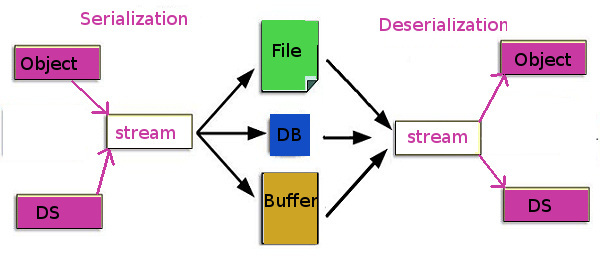 Serialization
Deserialization
Object
stream
DS
File
DB
Buffer
stream
Object
DS